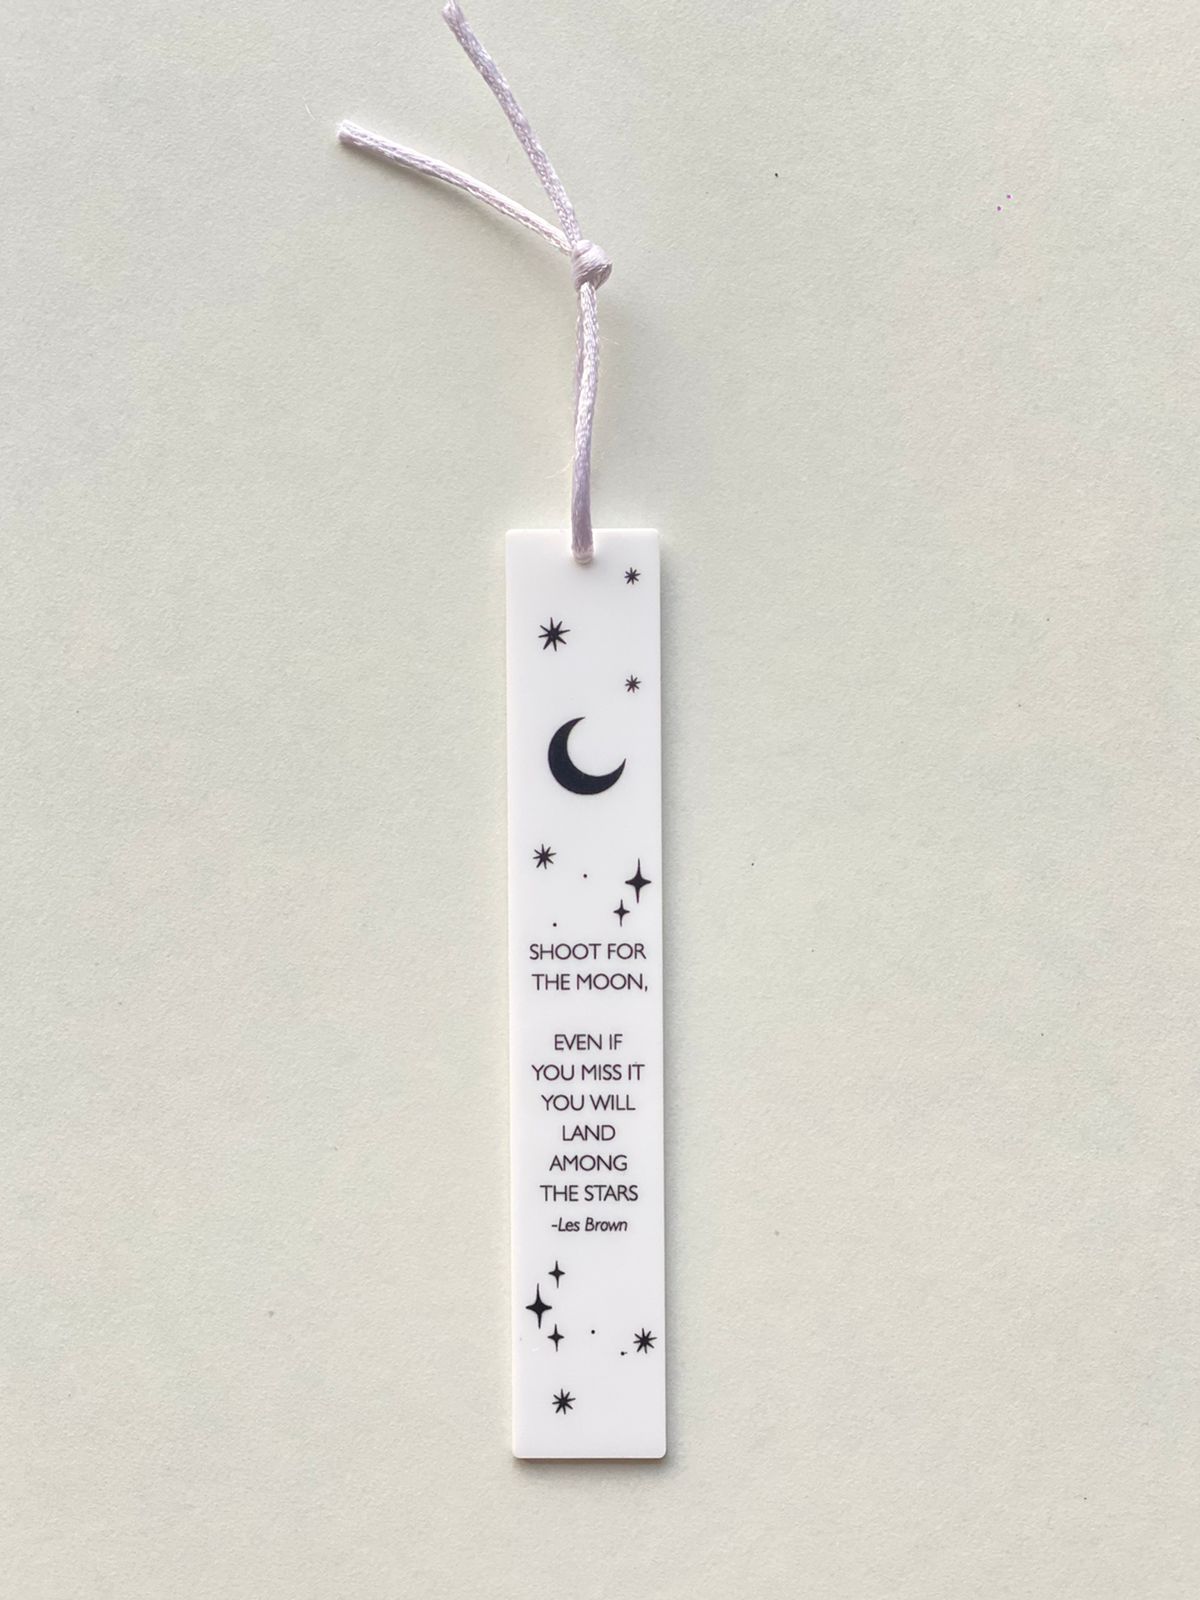 SHOOT FOR
THE MOON,
EVEN IF
YOU MISS IT
YOU WILL
LAND
AMONG
THE STARS
-Les Brown